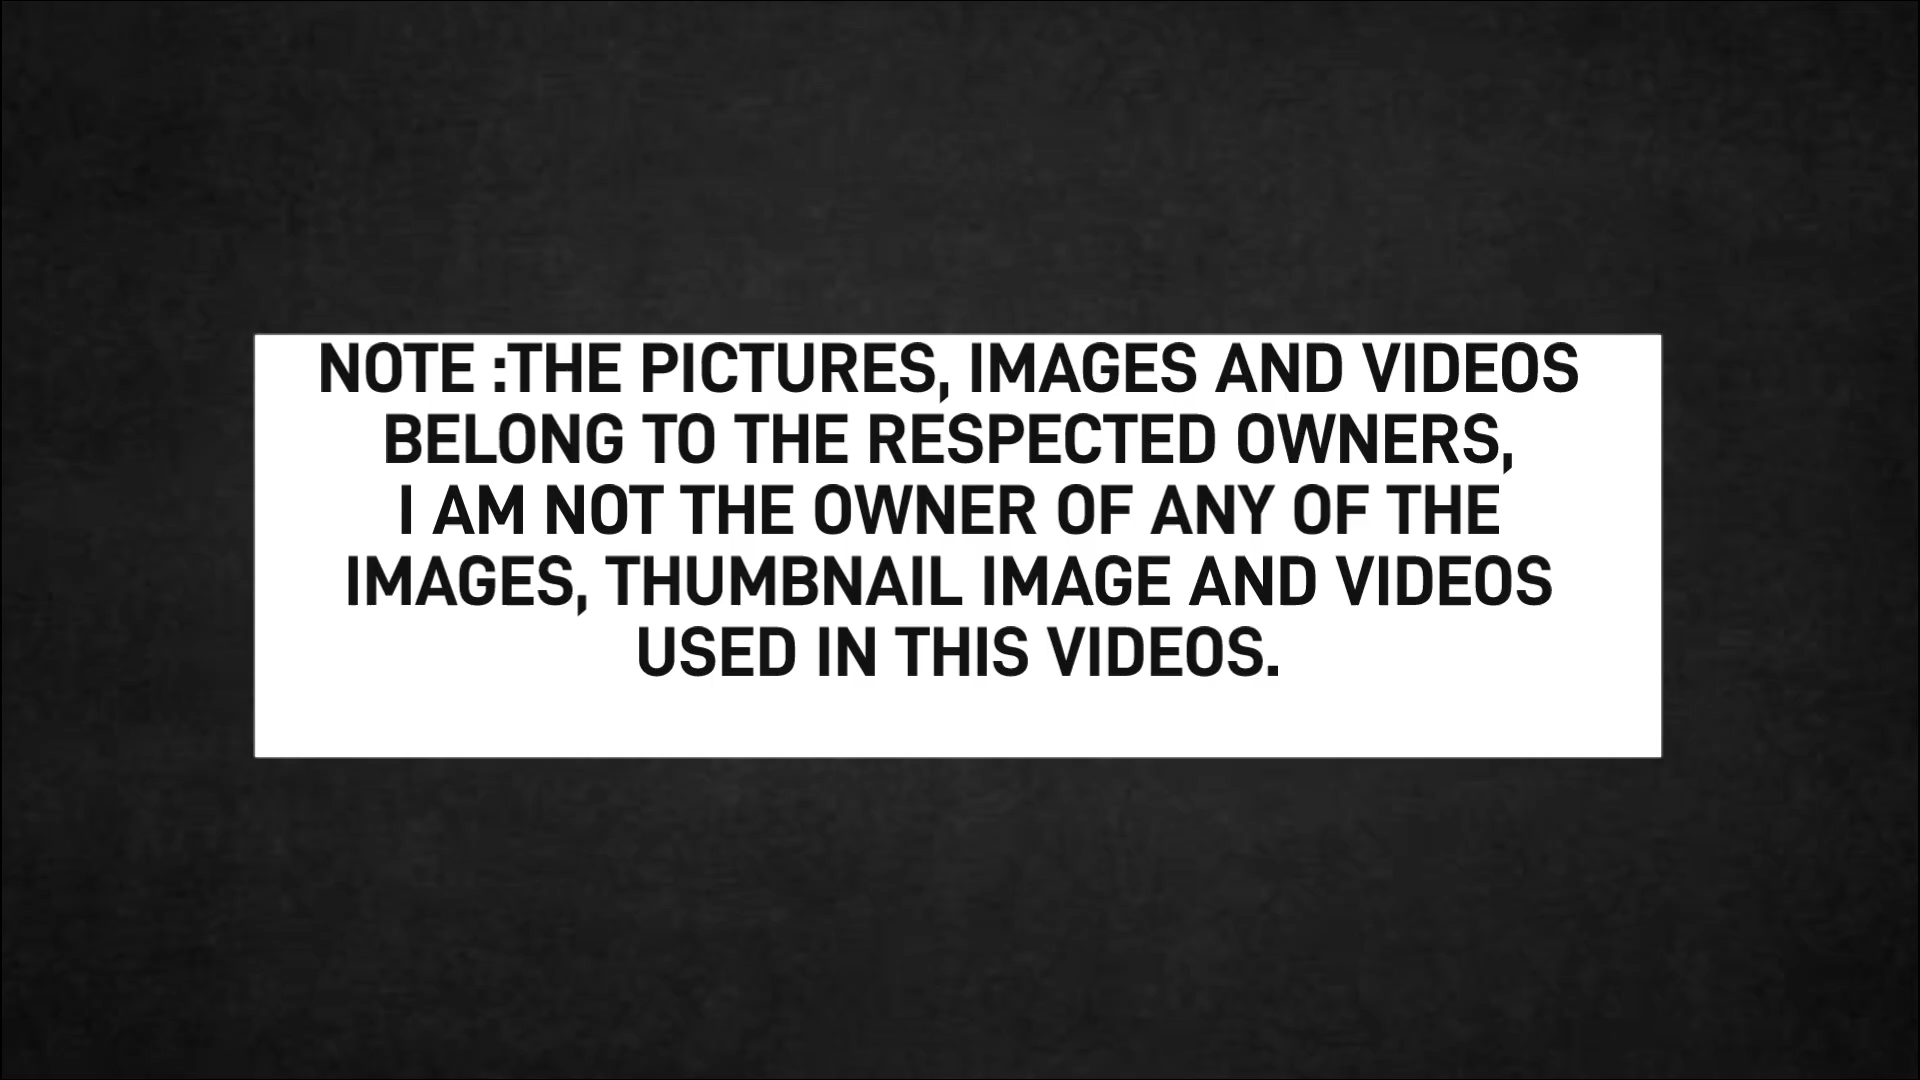 NOTE :THE PICTURES, IMAGES AND VIDEOS
BELONG TO THE RESPECTED OWNERS,
I AM NOT THE OWNER OF ANY OF THE
IMAGES, THUMBNAIL IMAGE AND VIDEOS
USED IN THIS VIDEOS.